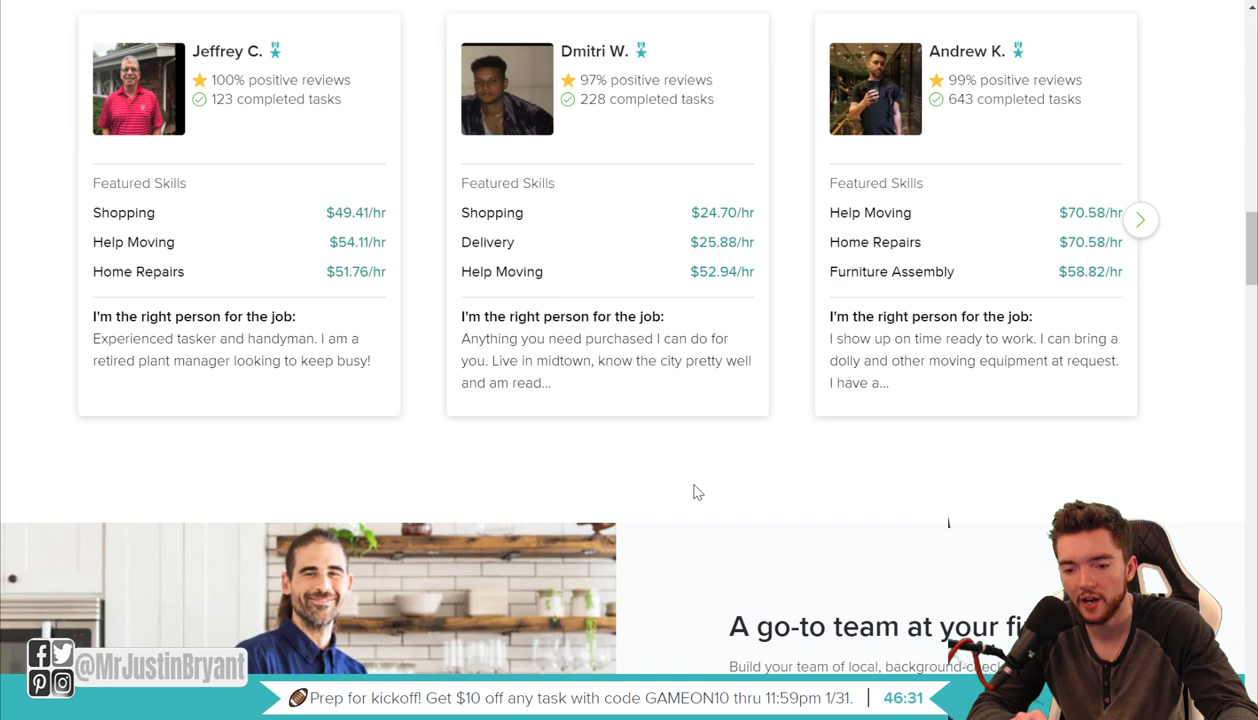 Jeffrey C.
100% positive reviews
123 completed tasks
Featured Skills
Shopping $49.41/hr
Help Moving $54.11/hr
Home Repairs $51.76/hr
I'm the right person for the job:
Experienced tasker and handyman. I am a
retired plant manager looking to keep busy!
Dmitri W.
97% positive reviews
228 completed tasks
Featured Skills
Shopping $24.70/hr
Delivery $25.88/hr
Help Moving $52.94/hr
I'm the right person for the job:
Anything you need purchased I can do for
you. Live in midtown, know the city pretty well
and am read...
Andrew K.
99% positive reviews
643 completed tasks
Featured Skills
Help Moving $70.58/hr
Home Repairs $70.58/hr
Furniture Assembly $58.82/hr
I'm the right person for the job:
I show up on time ready to work. I can bring a
dolly and other moving equipment at request.
I have a...
A go-to team at your fi
Build your team of local, background-check
@MrJustinBryant
Prep for kickoff! Get $10 off any task with code GAMEON10 thru 11:59pm 1/31. | 46:31